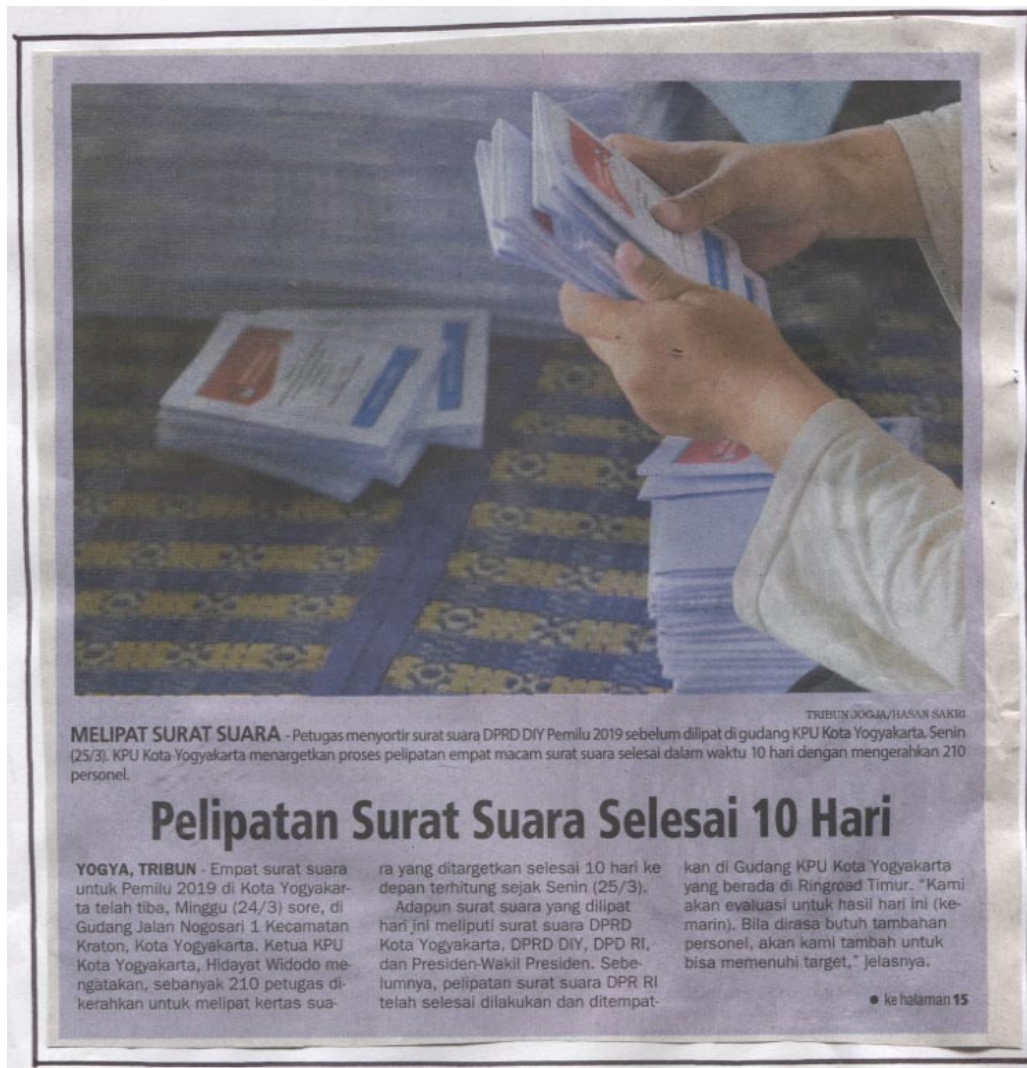 TRIBUN JOGJA/HASAN SAKRI
MELIPAT SURAT SUARA - Petugas menyortir surat suara DPRD DIY Pemilu 2019 sebelum dilipat di gudang KPU Kota Yogyakarta, Senin
(25/3). KPU Kota Yogyakarta menargetkan proses pelipatan empat macam surat suara selesai dalam waktu 10 hari dengan mengerahkan 210
personel.
Pelipatan Surat Suara Selesai 10 Hari
YOGYA, TRIBUN - Empat surat suara
untuk Pemilu 2019 di Kota Yogyakar-
ta telah tiba, Minggu (24/3) sore, di
Gudang Jalan Nogosari 1 Kecamatan
Kraton, Kota Yogyakarta. Ketua KPU
Kota Yogyakarta, Hidayat Widodo me-
ngatakan, sebanyak 210 petugas di-
kerahkan untuk melipat kertas sua-
ra yang ditargetkan selesai 10 hari ke
depan terhitung sejak Senin (25/3).
Adapun surat suara yang dilipat
hari ini meliputi surat suara DPRD
Kota Yogyakarta, DPRD DIY, DPD RI,
dan Presiden-Wakil Presiden. Sebe-
lumnya, pelipatan surat suara DPR RI
telah selesai dilakukan dan ditempat-
kan di Gudang KPU Kota Yogyakarta
yang berada di Ringroad Timur. "Kami
akan evaluasi untuk hasil hari ini (ke-
marin). Bila dirasa butuh tambahan
personel, akan kami tambah untuk
bisa memenuhi target," jelasnya.
● ke halaman 15